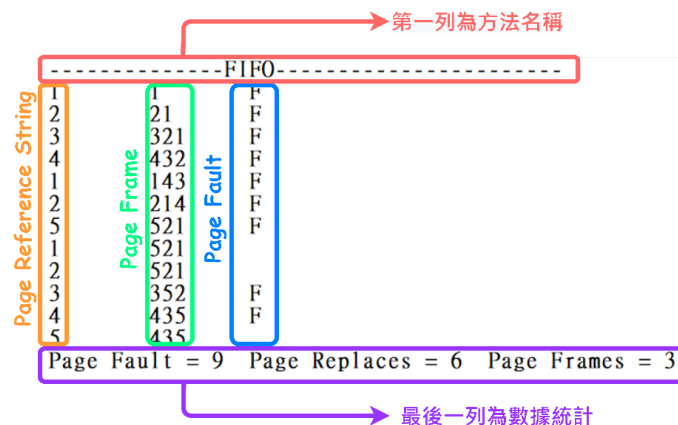 第一列為方法名稱
--------------FIFO-----------------------
Page Reference String
Page Frame
Page Fault
1 1 F
2 21 F
3 321 F
4 432 F
1 143 F
2 214 F
5 521 F
1 521
2 521
3 352 F
4 435 F
5 435
Page Fault = 9 Page Replaces = 6 Page Frames = 3
最後一列為數據統計